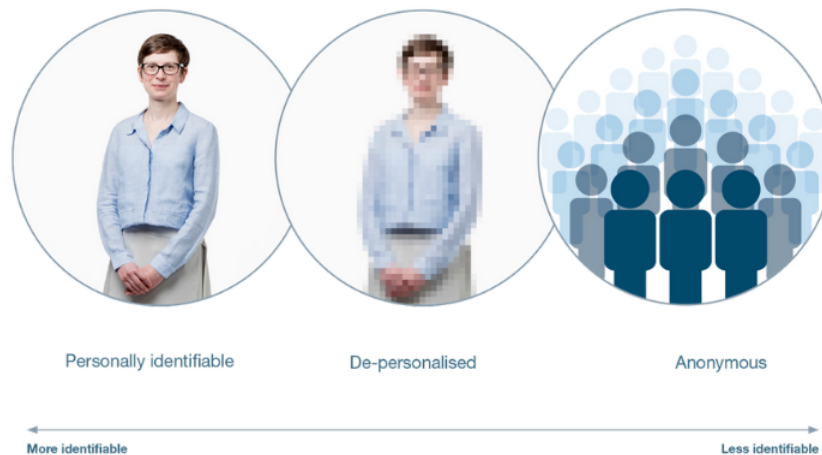 Personally identifiable
De-personalised
Anonymous
More identifiable
Less identifiable